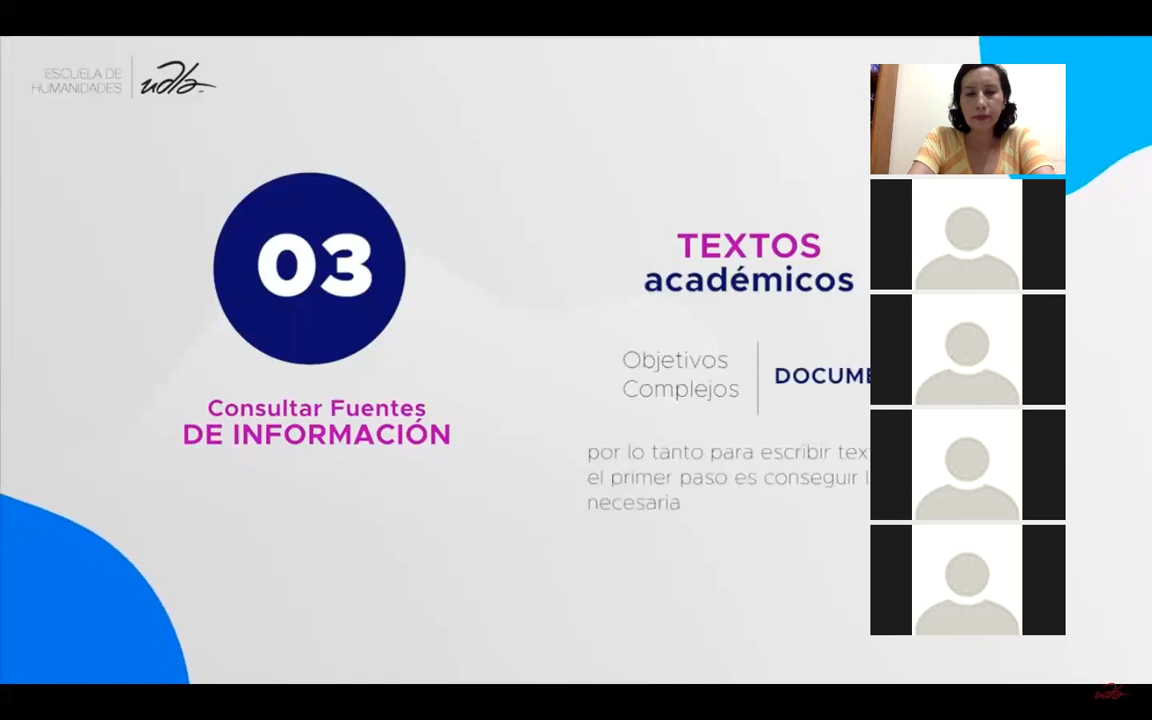 ESCUELA DE
HUMANIDADES
udla
03
Consultar Fuentes
DE INFORMACIÓN
TEXTOS
académicos
Objetivos
Complejos
por lo tanto para escribir
el primer paso es conseguir
necesaria